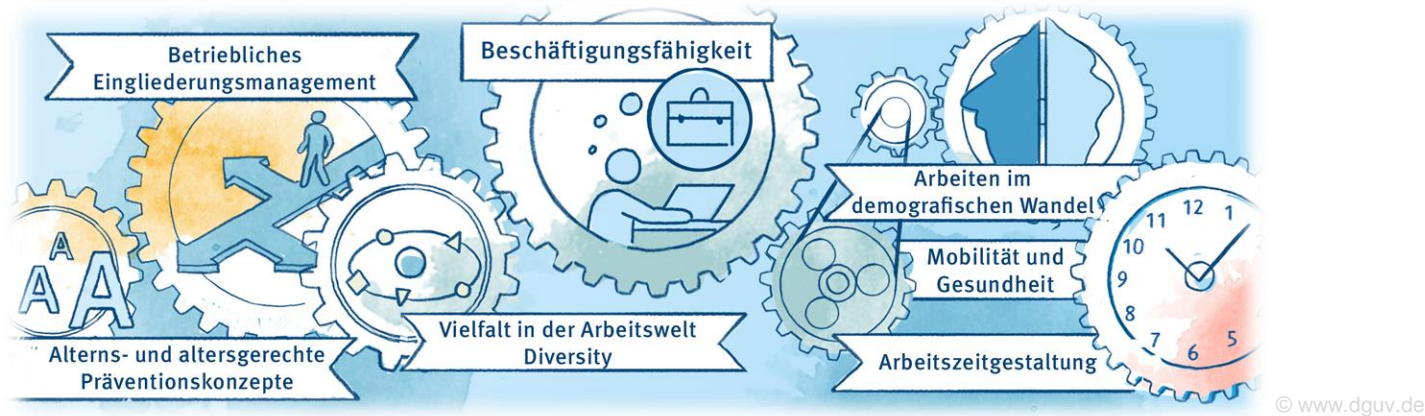 Betriebliches
Eingliederungsmanagement
Beschäftigungsfähigkeit
Arbeiten im
demografischen Wandel
Mobilität und
Gesundheit
Arbeitszeitgestaltung
Vielfalt in der Arbeitswelt
Diversity
Alterns- und altersgerechte
Präventionskonzepte
A
A A
12 1
11
10
9
8
7 6 5
© www.dguv.de